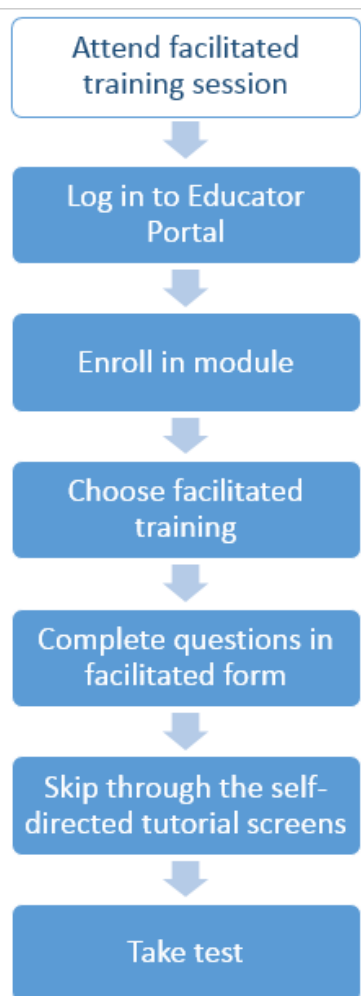 Attend facilitated
training session
Log in to Educator
Portal
Enroll in module
Choose facilitated
training
Complete questions in
facilitated form
Skip through the self-
directed tutorial screens
Take test